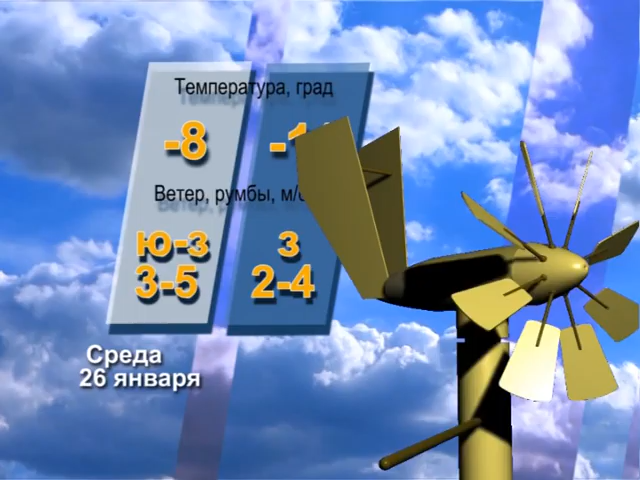 Температура, град
-8
Ветер, румбы, м/с
ю-з з
3-5 2-4
Среда
26 января